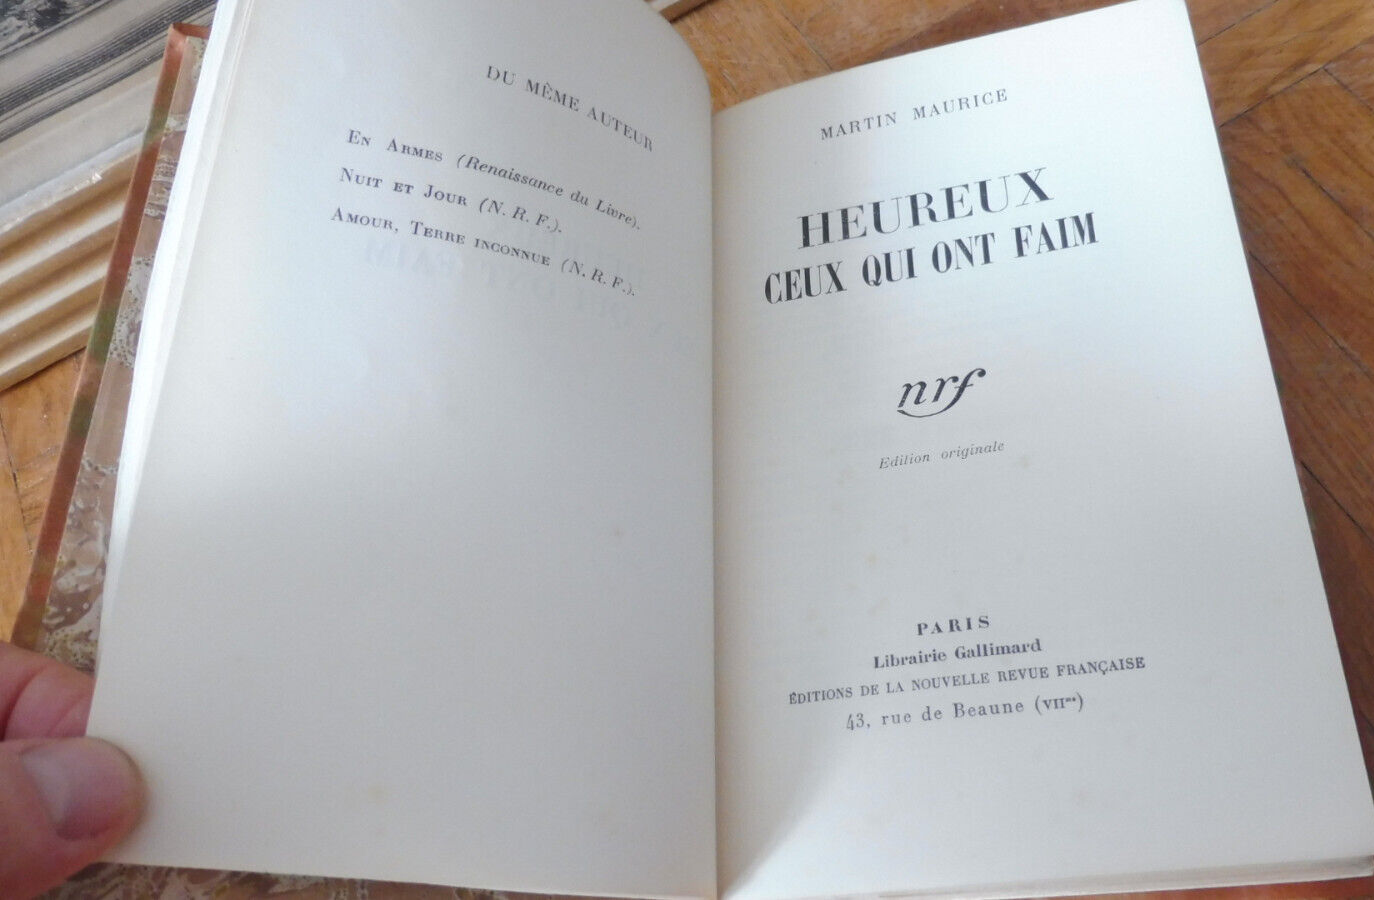 DU MÊME AUTEUR
EN ARMES (Renaissance du Livre).
NUIT ET JOUR (N. R. F.).
AMOUR, TERRE INCONNUE (N. R. F.).
MARTIN MAURICE
HEUREUX
CEUX QUI ONT FAIM
nrf
Edition originale
PARIS
Librairie Gallimard
ÉDITIONS DE LA NOUVELLE REVUE FRANÇAISE
43, rue de Beaune (VIIme)